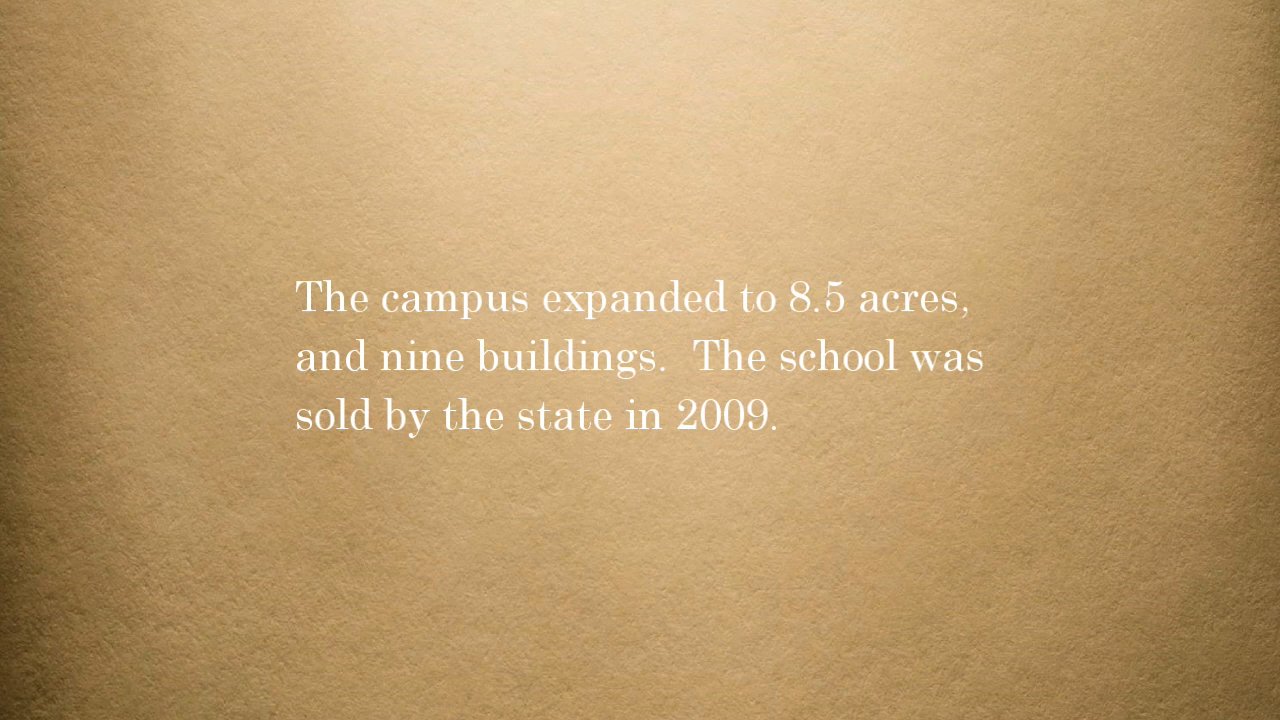 The campus expanded to 8.5 acres,
and nine buildings.  The school was
sold by the state in 2009.